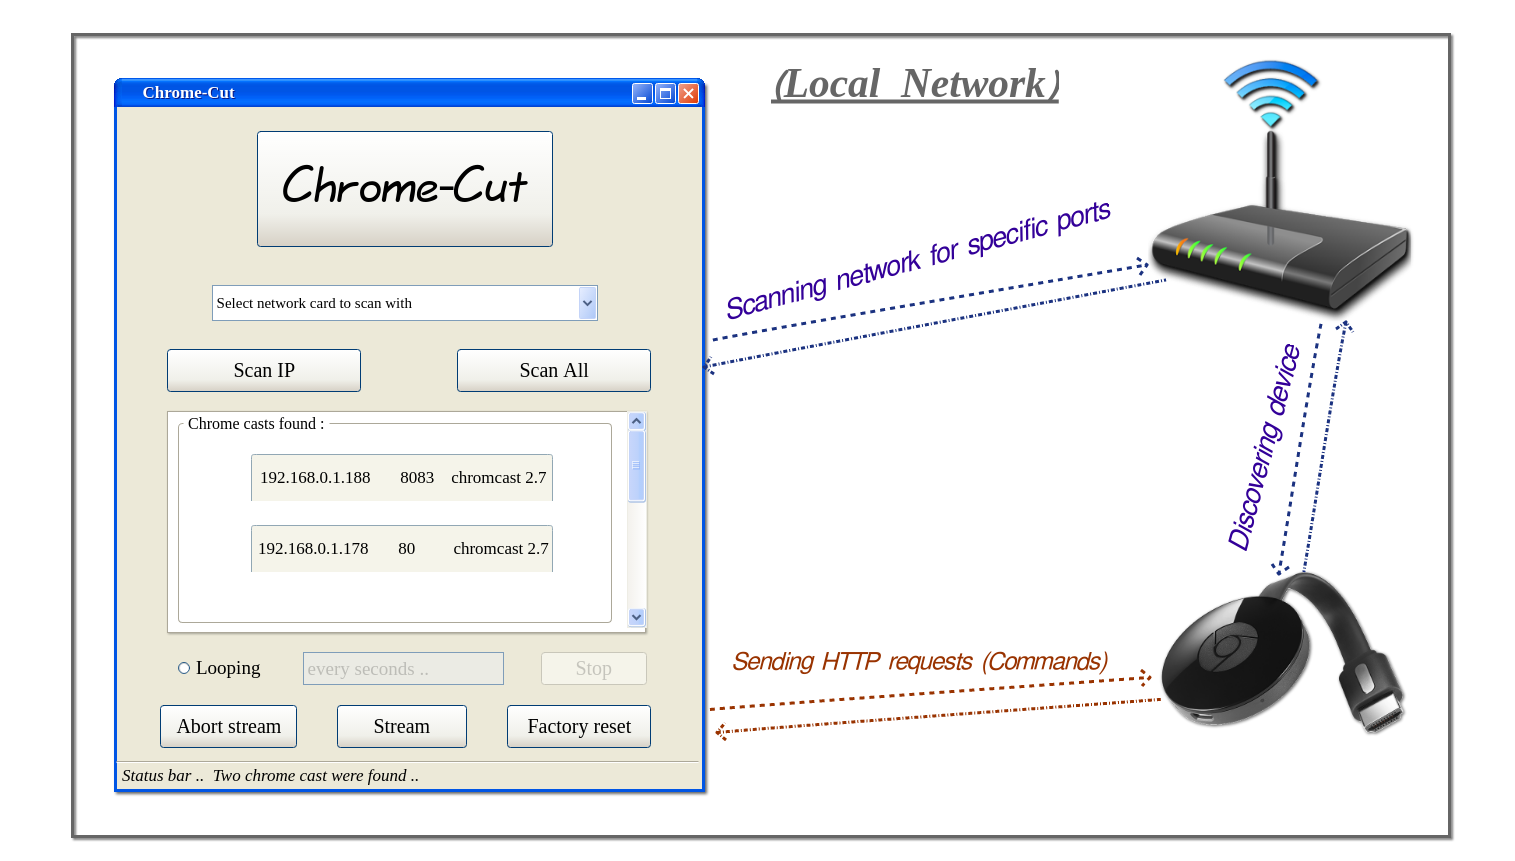 (Local Network)
Chrome-Cut
Chrome-Cut
Select network card to scan with
Scan IP
Scan All
Chrome casts found :
192.168.0.1.188 8083 chromcast 2.7
192.168.0.1.178 80 chromcast 2.7
Looping
every seconds ..
Stop
Abort stream
Stream
Factory reset
Status bar .. Two chrome cast were found ..
Scanning network for specific ports
Discovering device
Sending HTTP requests (Commands)